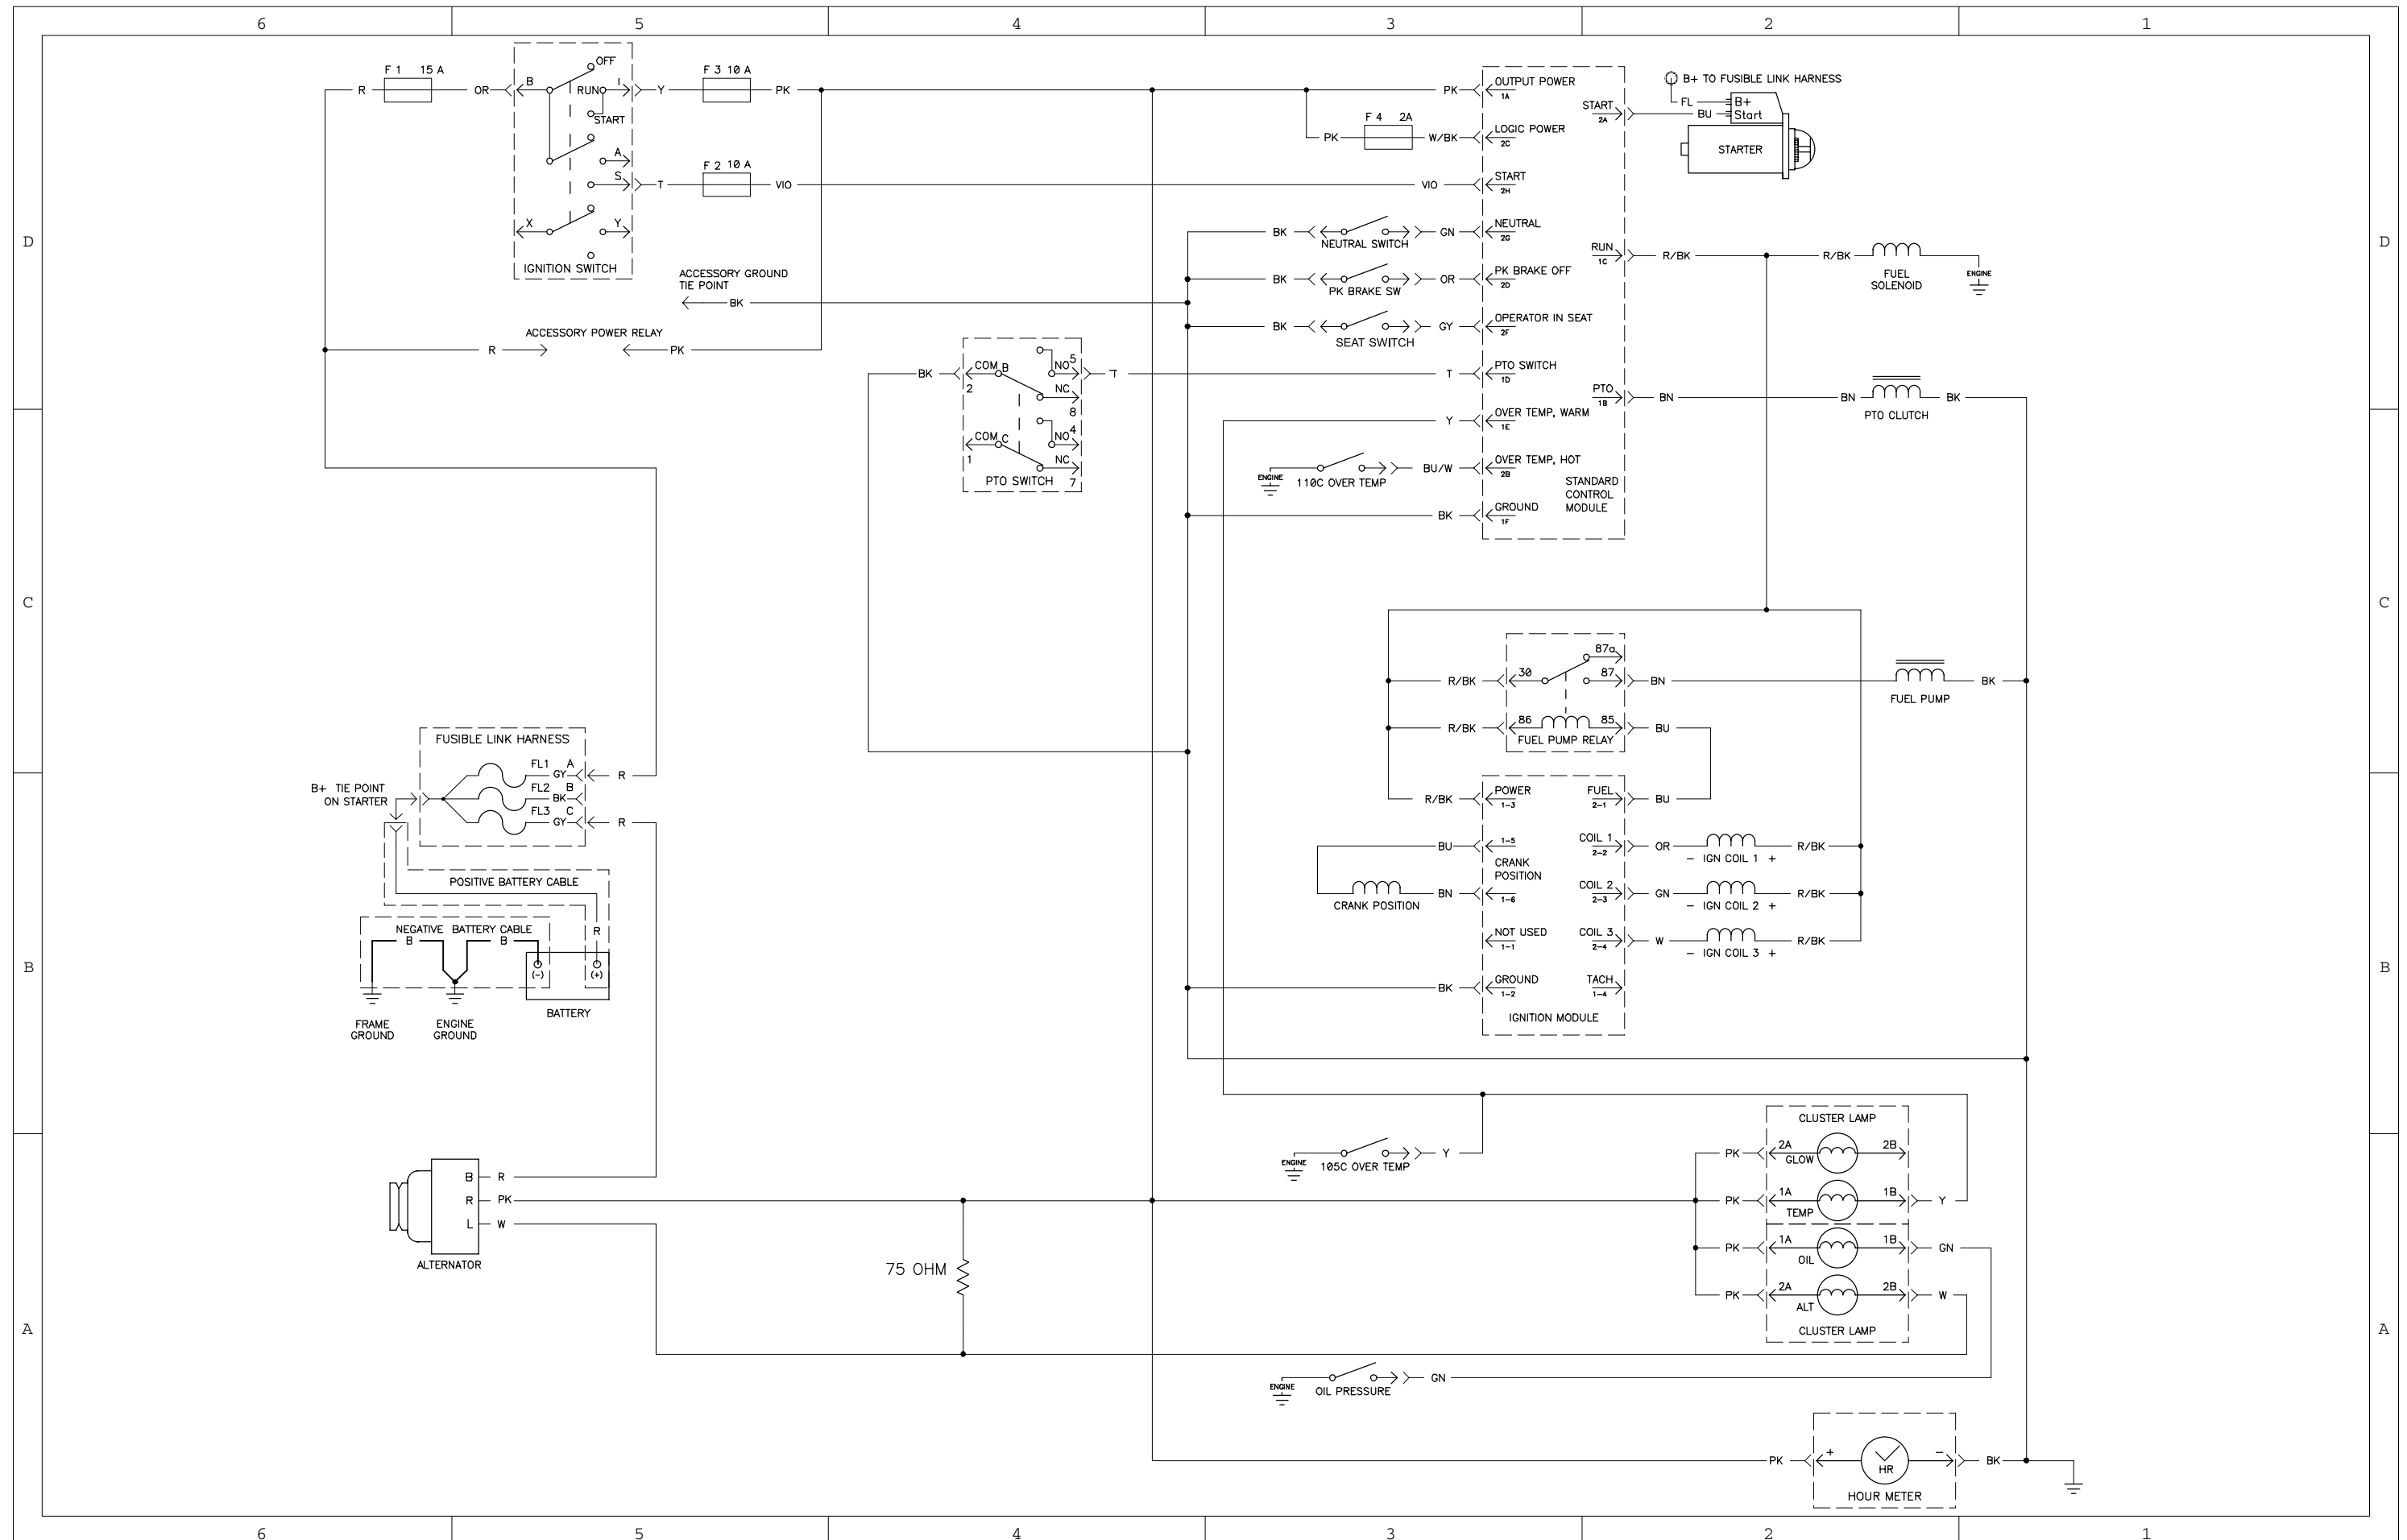 6 5 4 3 2 1
F 1 15 A
R
OR
B
OFF
RUN
I
START
A
S
X
Y
IGNITION SWITCH
Y
F 3 10 A
PK
T
F 2 10 A
VIO
ACCESSORY GROUND
TIE POINT
BK
ACCESSORY POWER RELAY
R
PK
PK
OUTPUT POWER
1A
F 4 2A
PK
W/BK
LOGIC POWER
2C
VIO
START
2H
BK
NEUTRAL SWITCH
GN
NEUTRAL
2G
BK
PK BRAKE SW
OR
PK BRAKE OFF
2D
BK
SEAT SWITCH
GY
OPERATOR IN SEAT
2F
T
PTO SWITCH
1D
Y
OVER TEMP, WARM
1E
ENGINE
110C OVER TEMP
BU/W
OVER TEMP, HOT
2B
BK
GROUND
1F
STANDARD
CONTROL
MODULE
START
2A
RUN
1C
PTO
1B
B+ TO FUSIBLE LINK HARNESS
FL
B+
BU
Start
STARTER
R/BK
R/BK
FUEL
SOLENOID
ENGINE
BN
BN
BK
PTO CLUTCH
BK
COM B
2
NO 5
NC
8
COM C
1
NO 4
NC
7
PTO SWITCH
T
D
D
C
C
R/BK
30
87a
87
BN
R/BK
86
85
BU
FUEL PUMP RELAY
FUEL PUMP
BK
FUSIBLE LINK HARNESS
FL1 A
GY
R
FL2 B
BK
FL3 C
GY
R
B+ TIE POINT
ON STARTER
POSITIVE BATTERY CABLE
NEGATIVE BATTERY CABLE
B
B
R
(-)
(+)
BATTERY
FRAME
GROUND
ENGINE
GROUND
R/BK
POWER
1-3
FUEL
2-1
BU
BU
1-5
CRANK
POSITION
BN
1-6
CRANK POSITION
NOT USED
1-1
BK
GROUND
1-2
COIL 1
2-2
OR
- IGN COIL 1 +
R/BK
COIL 2
2-3
GN
- IGN COIL 2 +
R/BK
COIL 3
2-4
W
- IGN COIL 3 +
R/BK
TACH
1-4
IGNITION MODULE
B
B
ENGINE
105C OVER TEMP
Y
CLUSTER LAMP
PK
2A
GLOW
2B
PK
1A
TEMP
1B
Y
PK
1A
OIL
1B
GN
PK
2A
ALT
2B
W
CLUSTER LAMP
B
R
R
PK
L
W
ALTERNATOR
75 OHM
ENGINE
OIL PRESSURE
GN
A
A
PK
+
HR
-
BK
HOUR METER
6 5 4 3 2 1